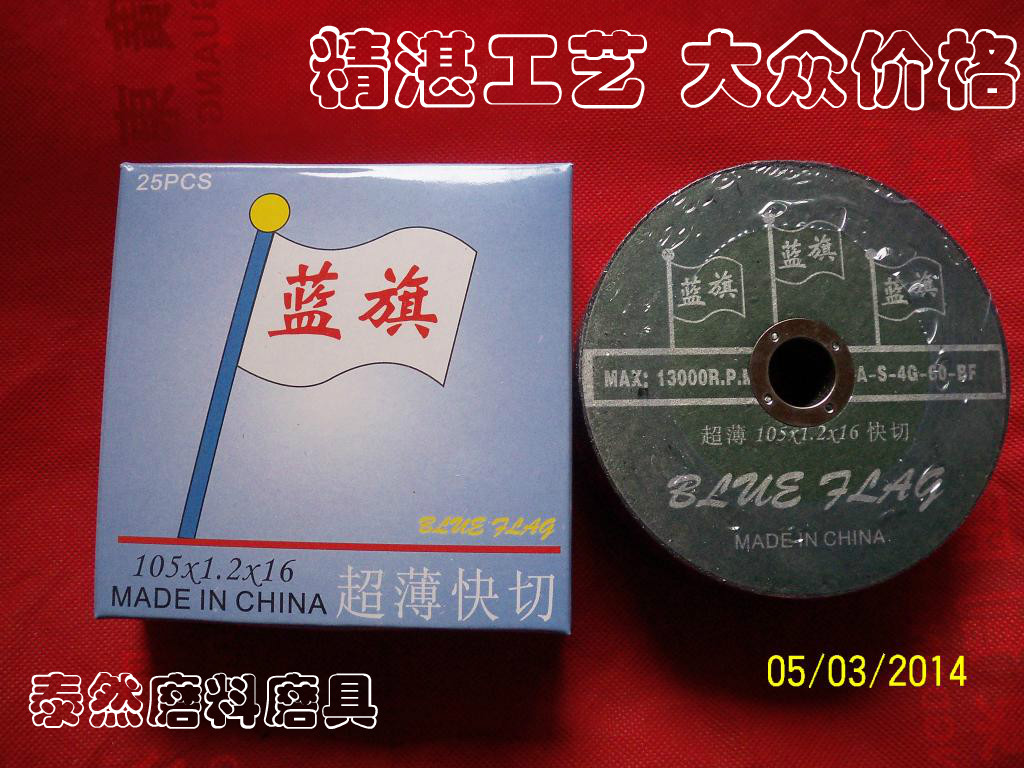 精湛工艺 大众价格
25PCS
蓝旗
BLUE FLAG
105x1.2x16
MADE IN CHINA 超薄快切
蓝旗 蓝旗 蓝旗
MAX: 13000R.P. A-S-4G-60-BF
超薄 105x1.2x16 快切
BLUE FLAG
MADE IN CHINA
05/03/2014
泰然磨料磨具